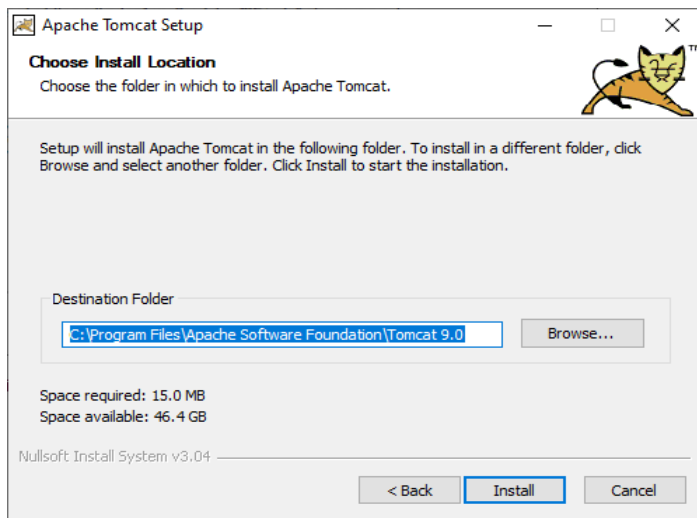 Apache Tomcat Setup
Choose Install Location
Choose the folder in which to install Apache Tomcat.
TM
Setup will install Apache Tomcat in the following folder. To install in a different folder, click
Browse and select another folder. Click Install to start the installation.
Destination Folder
C:\Program Files\Apache Software Foundation\Tomcat 9.0
Browse...
Space required: 15.0 MB
Space available: 46.4 GB
Nullsoft Install System v3.04
< Back
Install
Cancel